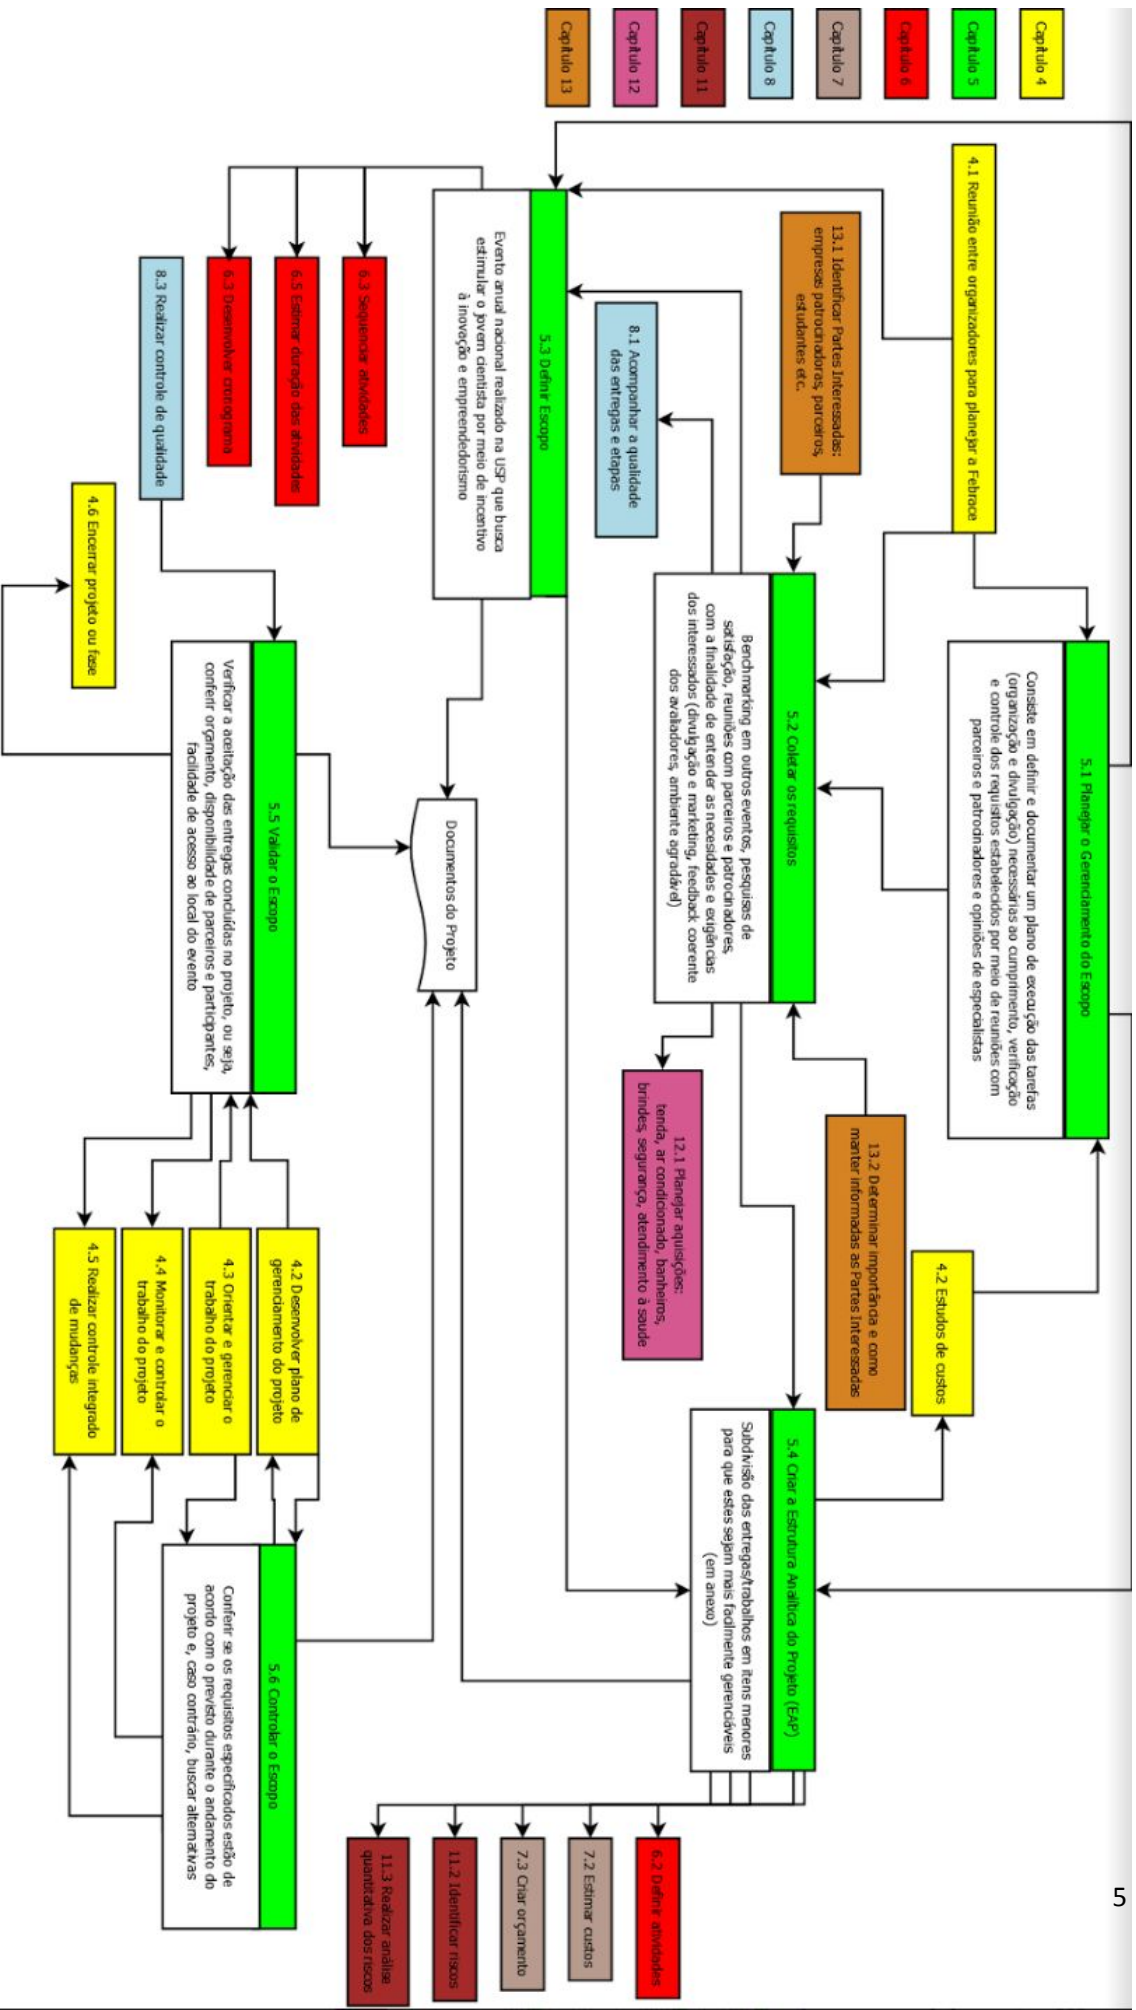 Capítulo 4
Capítulo 5
Capítulo 6
Capítulo 7
Capítulo 8
Capítulo 11
Capítulo 12
Capítulo 13
4.1 Reunião entre organizadores para planejar a Febrace
5.1 Planejar o Gerenciamento do Escopo
Consiste em definir e documentar um plano de execução das tarefas
(organização e divulgação) necessárias ao cumprimento, verificação
e controle dos requisitos estabelecidos por meio de reuniões com
parceiros e patrocinadores e opiniões de especialistas
4.2 Estudos de custos
13.1 Identificar Partes Interessadas:
empresas patrocinadoras, parceiros,
estudantes etc.
5.2 Coletar os requisitos
Benchmarking em outros eventos, pesquisas de
satisfação, reuniões com parceiros e patrocinadores,
com a finalidade de entender as necesidades e exigências
dos interessados (divulgação e marketing, feedback coerente
dos avaliadores, ambiente agradável)
13.2 Determinar importância e como
manter informadas as Partes Interessadas
5.4 Criar a Estrutura Analítica do Projeto (EAP)
Subdivisão das entregas/trabalhos em itens menores
para que estes sejam mais facilmente gerenciáveis
(em anexo)
8.1 Acompanhar a qualidade
das entregas e etapas
12.1 Planejar aquisições:
tenda, ar condicionado, banheiros,
brindes, segurança, atendimento à saude
5.3 Definir Escopo
Evento anual nacional realizado na USP que busca
estimular o jovem cientista por meio de incentivo
à inovação e empreendedorismo
Documentos do Projeto
6.2 Definir atividades
7.2 Estimar custos
7.3 Criar orçamento
11.2 Identificar riscos
11.3 Realizar análise
quantitativa dos riscos
6.3 Sequenciar atividades
6.5 Estimar duração das atividades
6.3 Desenvolver cronograma
8.3 Realizar controle de qualidade
5.5 Validar o Escopo
Verificar a aceitação das entregas concluídas no projeto, ou seja,
conferir orçamento, disponibilidade de parceiros e participantes,
facilidade de acesso ao local do evento
4.2 Desenvolver plano de
gerenciamento do projeto
4.3 Orientar e gerenciar o
trabalho do projeto
4.4 Monitorar e controlar o
trabalho do projeto
4.5 Realizar controle integrado
de mudanças
5.6 Controlar o Escopo
Conferir se os requisitos especificados estão de
acordo com o previsto durante o andamento do
projeto e, caso contrário, buscar alternativas
4.6 Encerrar projeto ou fase
5